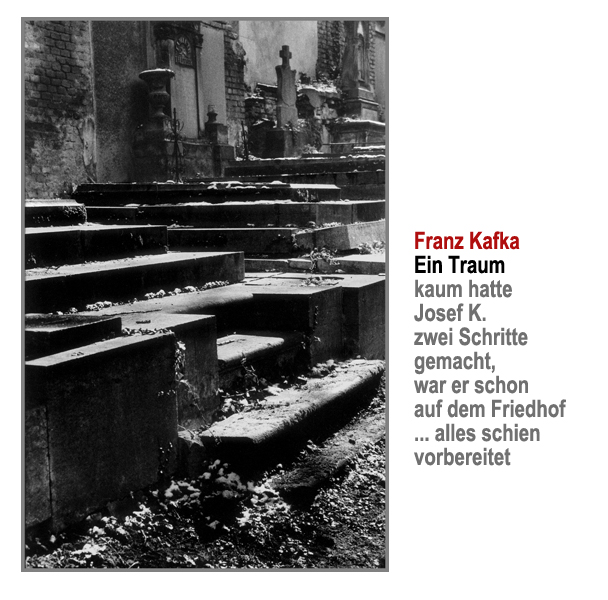 Franz Kafka
Ein Traum
kaum hatte
Josef K.
zwei Schritte
gemacht,
war er schon
auf dem Friedhof
... alles schien
vorbereitet